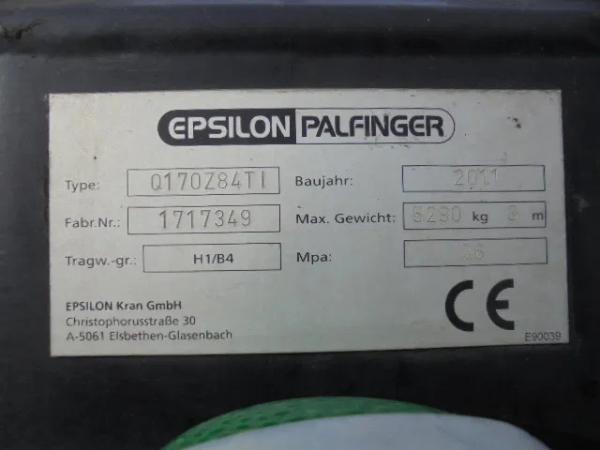 EPSILON PALFINGER
Type: Q170Z84TI Baujahr: 2011
Fabr.Nr.: 1717349 Max. Gewicht: kg m
Tragw.-gr.: H1/B4 Mpa:
EPSILON Kran GmbH
Christophorusstraße 30
A-5061 Elsbethen-Glasenbach
CE
E90039